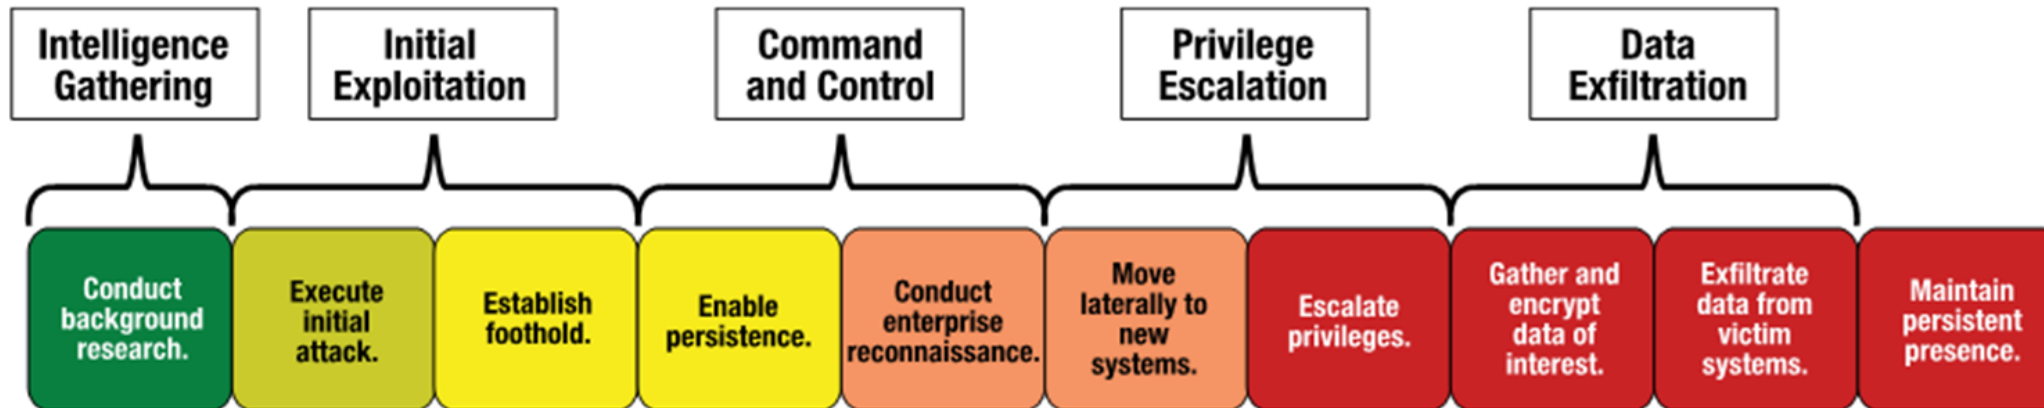 Intelligence
Gathering
Initial
Exploitation
Command
and Control
Privilege
Escalation
Data
Exfiltration
Conduct
background
research.
Execute
initial
attack.
Establish
foothold.
Enable
persistence.
Conduct
enterprise
reconnaissance.
Move
laterally to
new
systems.
Escalate
privileges.
Gather and
encrypt
data of
interest.
Exfiltrate
data from
victim
systems.
Maintain
persistent
presence.